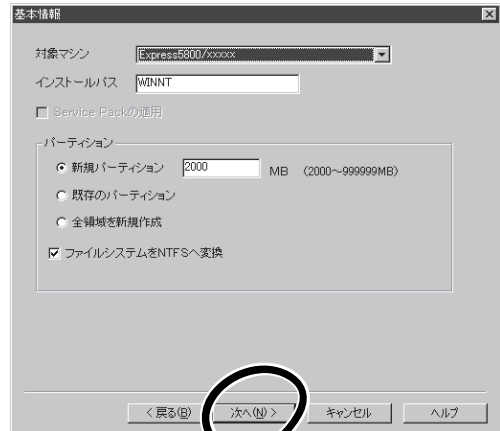 基本情報
対象マシン Express5800/xxxxx
インストールパス WINNT
Service Packの適用
パーティション
新規パーティション 2000 MB (2000～999999MB)
既存のパーティション
全領域を新規作成
ファイルシステムをNTFSへ変換
< 戻る(B) 次へ(N) > キャンセル ヘルプ